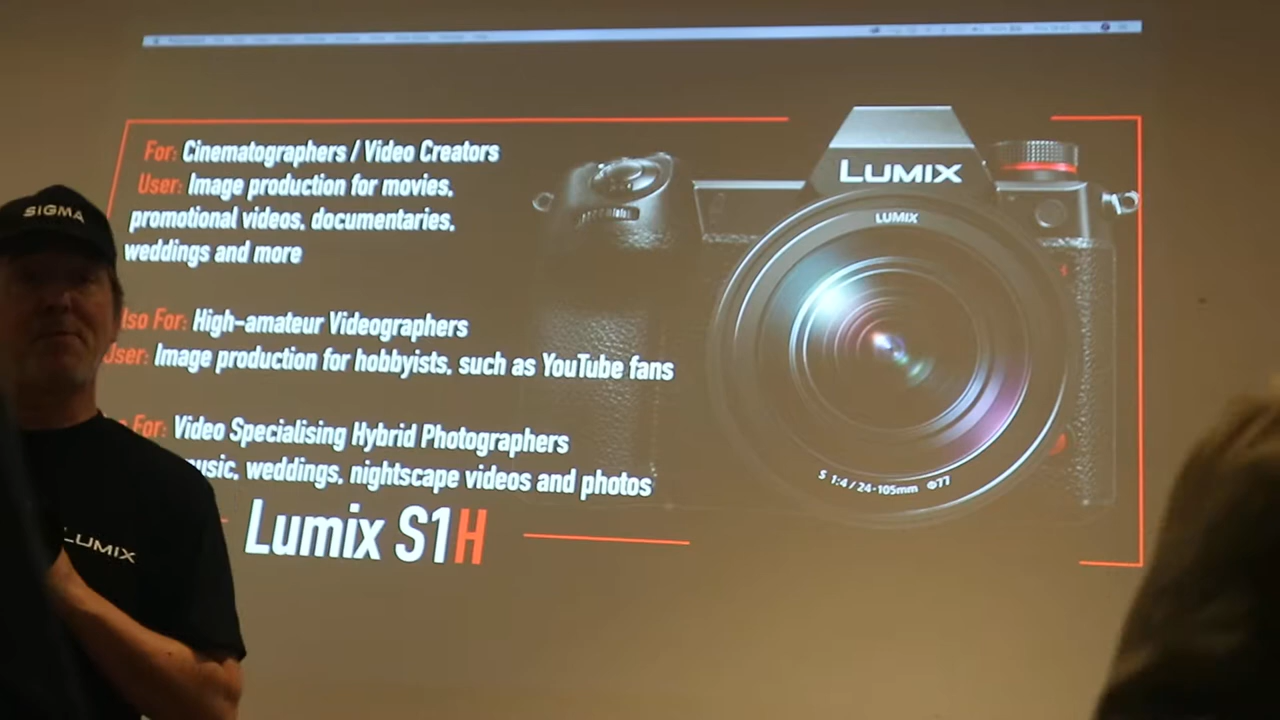 For: Cinematographers / Video Creators
User: Image production for movies,
promotional videos, documentaries,
weddings and more
lso For: High-amateur Videographers
User: Image production for hobbyists, such as YouTube fans
For: Video Specialising Hybrid Photographers
usic, weddings, nightscape videos and photos
Lumix S1H
LUMIX
LUMIX
S 1:4 / 24-105mm Φ77
SIGMA
LUMIX